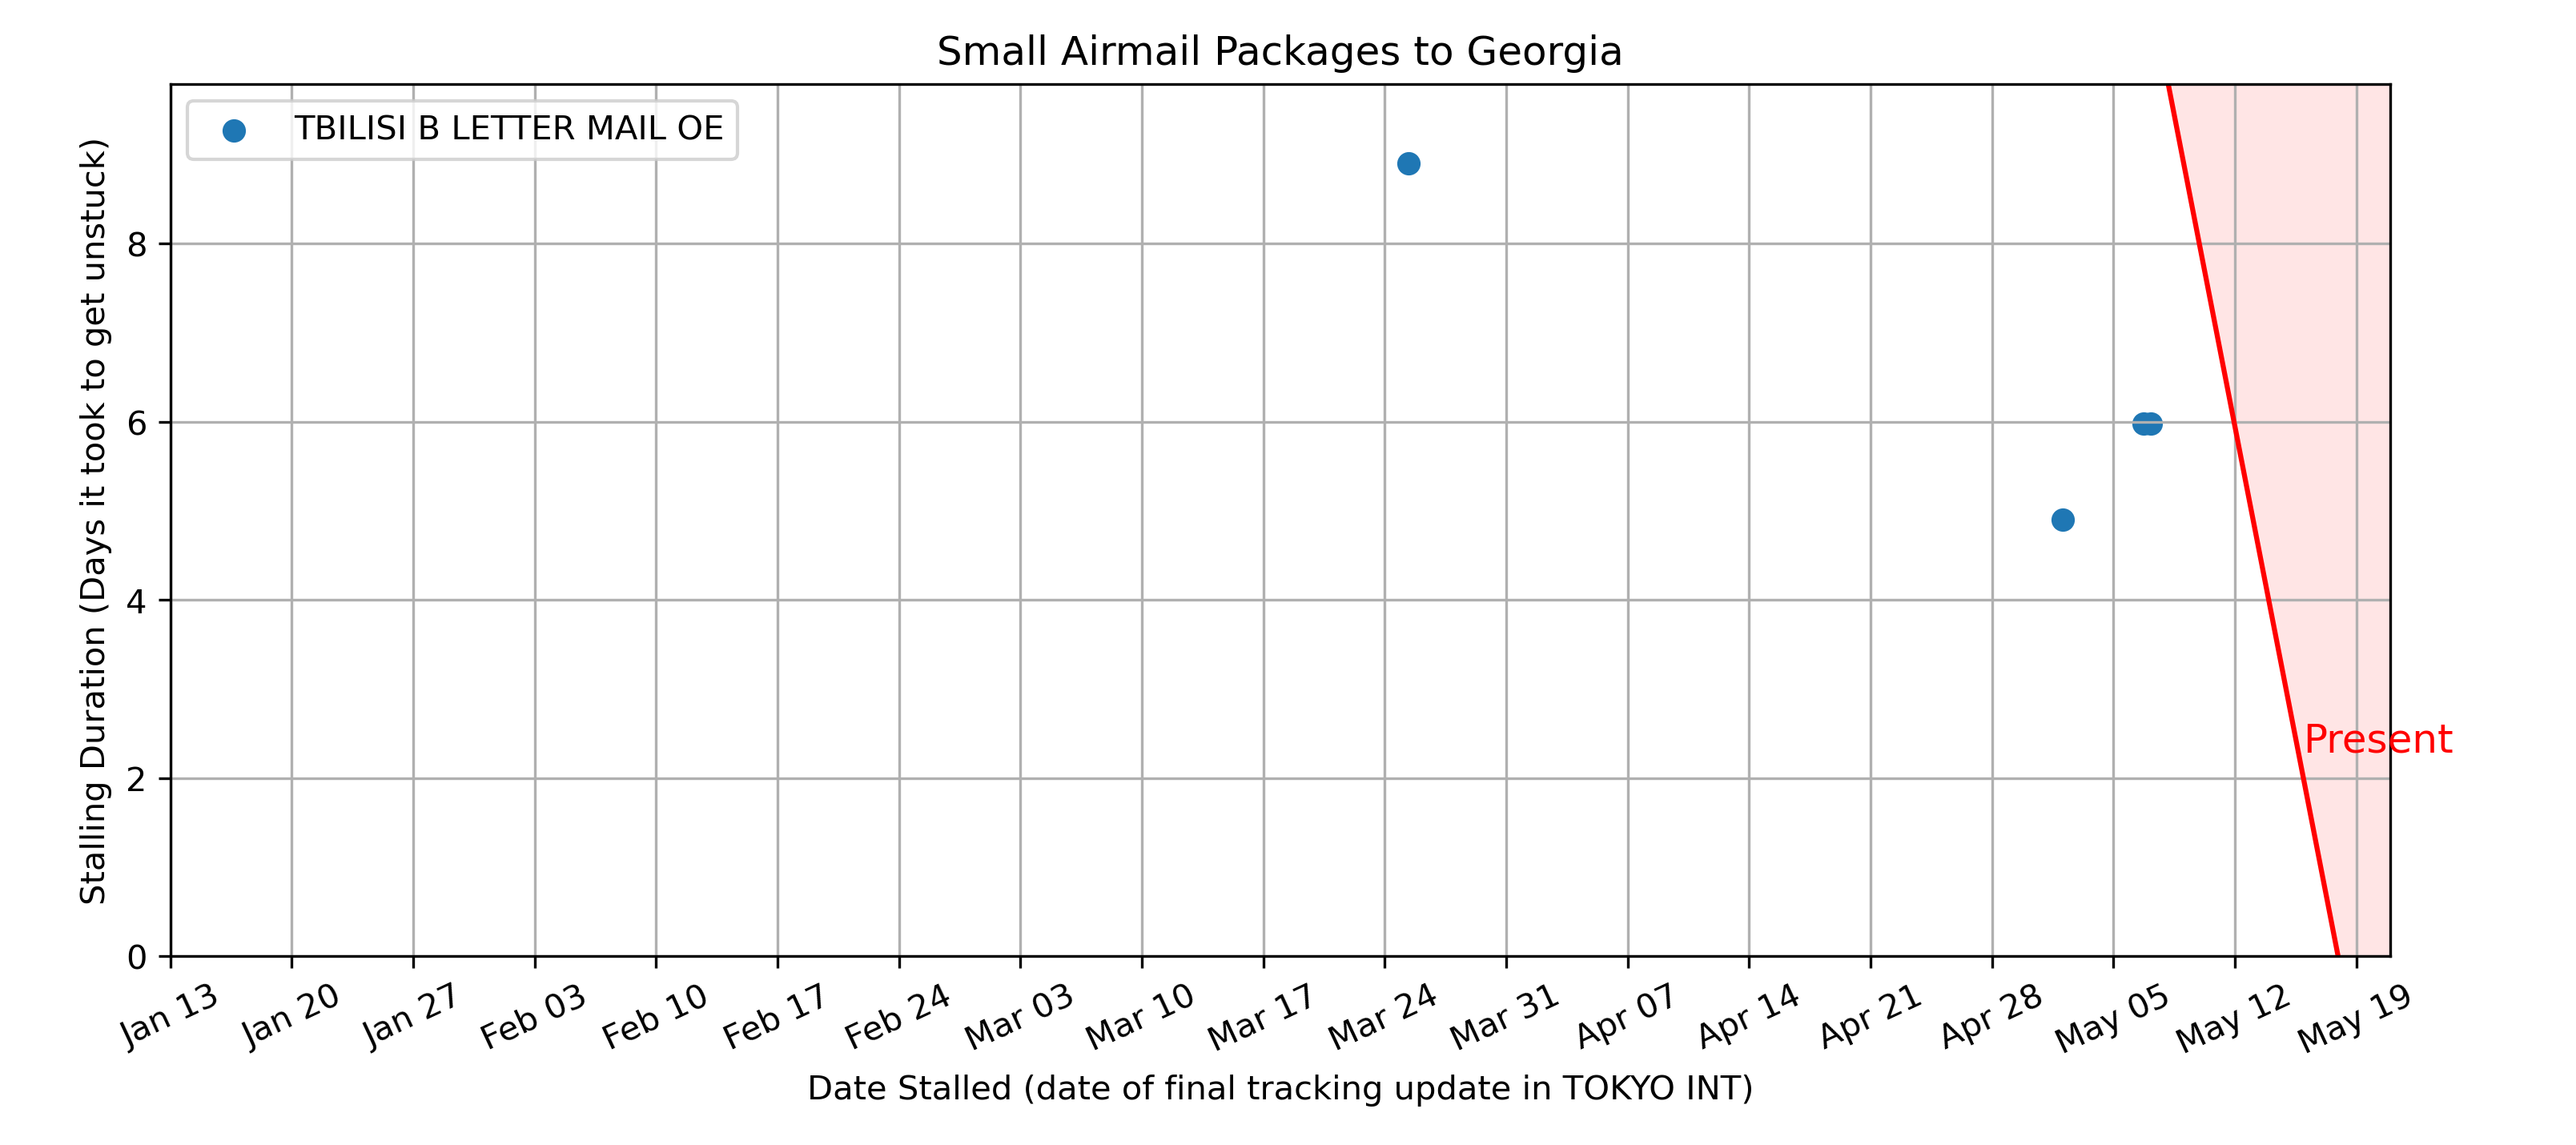 Small Airmail Packages to Georgia
TBILISI B LETTER MAIL OE
Stalling Duration (Days it took to get unstuck)
8
6
4
2
0
Present
Jan 13 Jan 20 Jan 27 Feb 03 Feb 10 Feb 17 Feb 24 Mar 03 Mar 10 Mar 17 Mar 24 Mar 31 Apr 07 Apr 14 Apr 21 Apr 28 May 05 May 12 May 19
Date Stalled (date of final tracking update in TOKYO INT)